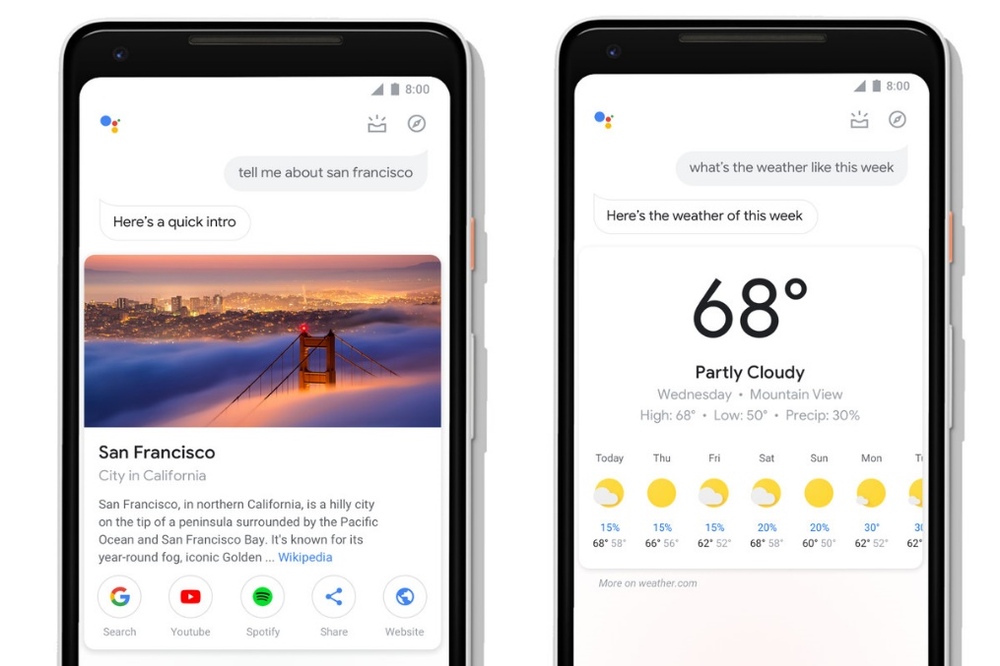 8:00
tell me about san francisco
Here's a quick intro
San Francisco
City in California
San Francisco, in northern California, is a hilly city
on the tip of a peninsula surrounded by the Pacific
Ocean and San Francisco Bay. It's known for its
year-round fog, iconic Golden ... Wikipedia
Search Youtube Spotify Share Website
8:00
what's the weather like this week
Here's the weather of this week
68°
Partly Cloudy
Wednesday • Mountain View
High: 68° • Low: 50° • Precip: 30%
Today Thu Fri Sat Sun Mon
15% 15% 15% 20% 20% 30°
68° 58° 66° 56° 62° 52° 68° 58° 60° 50° 62° 52° 62°
More on weather.com